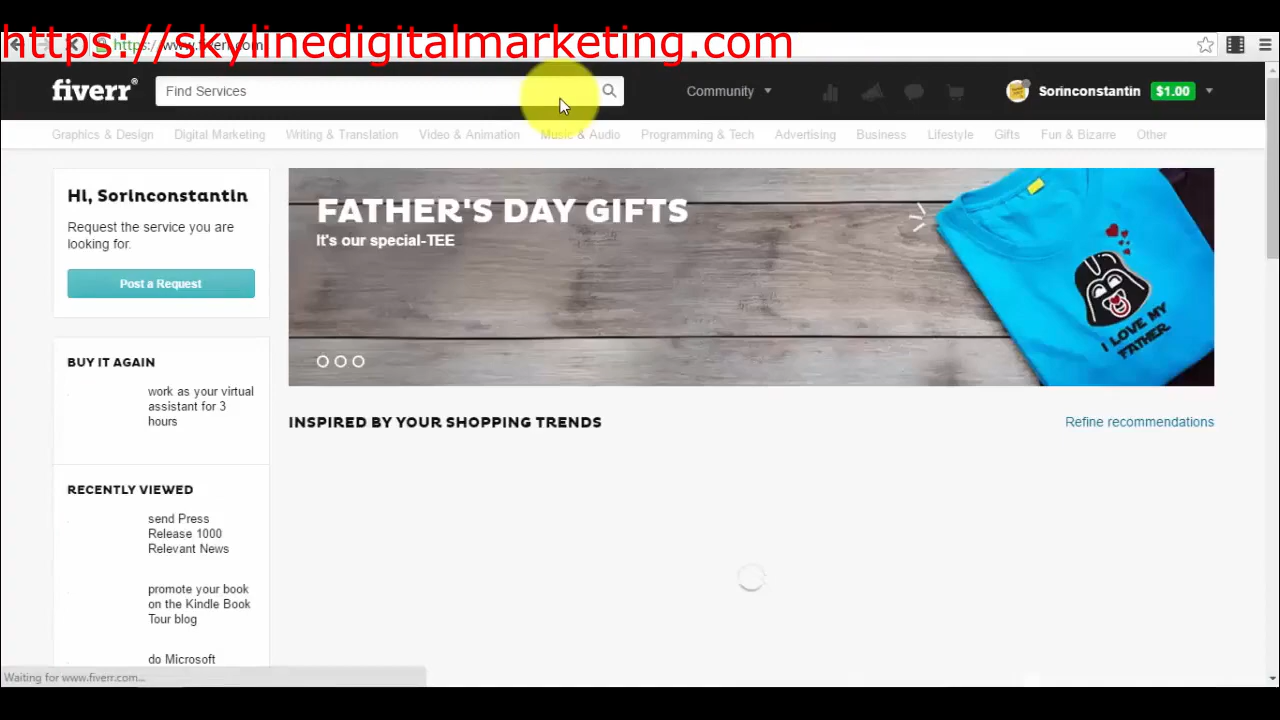 https://skylinedigitalmarketing.com
fiverr®
Find Services
Community
Sorinconstantin
$1.00
Graphics & Design
Digital Marketing
Writing & Translation
Video & Animation
Music & Audio
Programming & Tech
Advertising
Business
Lifestyle
Gifts
Fun & Bizarre
Other
Hi, Sorinconstantin
Request the service you are
looking for.
Post a Request
FATHER'S DAY GIFTS
It's our special-TEE
I LOVE MY
FATHER
BUY IT AGAIN
work as your virtual
assistant for 3
hours
INSPIRED BY YOUR SHOPPING TRENDS
Refine recommendations
RECENTLY VIEWED
send Press
Release 1000
Relevant News
promote your book
on the Kindle Book
Tour blog
do Microsoft
Waiting for www.fiverr.com...